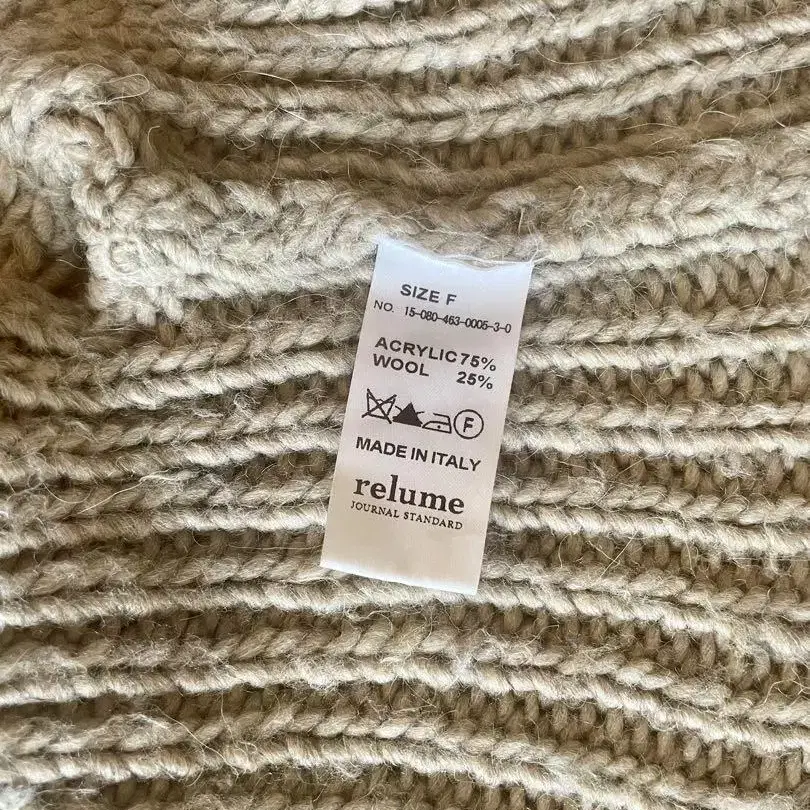 SIZE F
NO. 15-080-463-0005-3-0
ACRYLIC 75%
WOOL 25%
F
MADE IN ITALY
relume
JOURNAL STANDARD